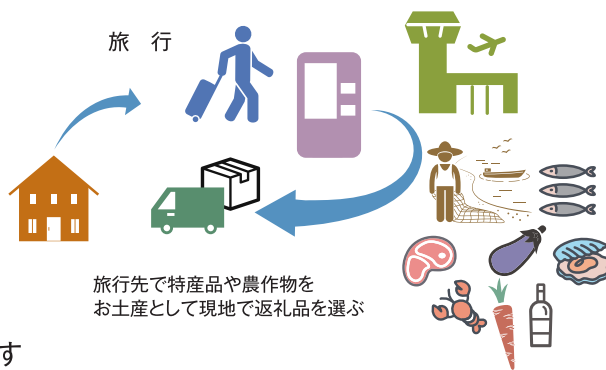 旅 行
旅行先で特産品や農作物を
お土産として現地で返礼品を選ぶ
す